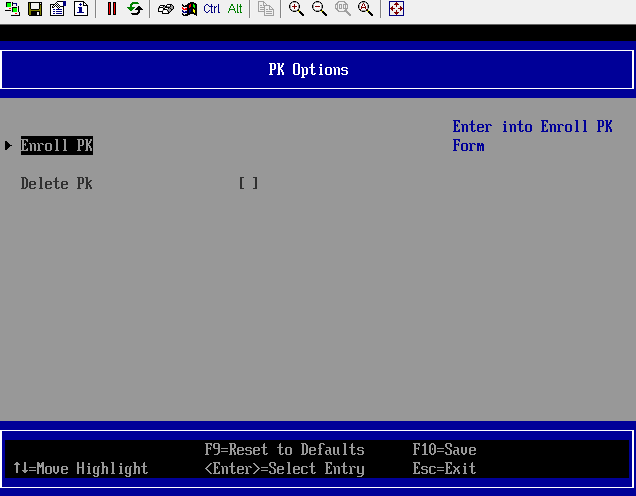 Ctrl Alt
PK Options
Enroll PK
Enter into Enroll PK
Form
Delete Pk [ ]
F9=Reset to Defaults F10=Save
↑↓=Move Highlight <Enter>=Select Entry Esc=Exit